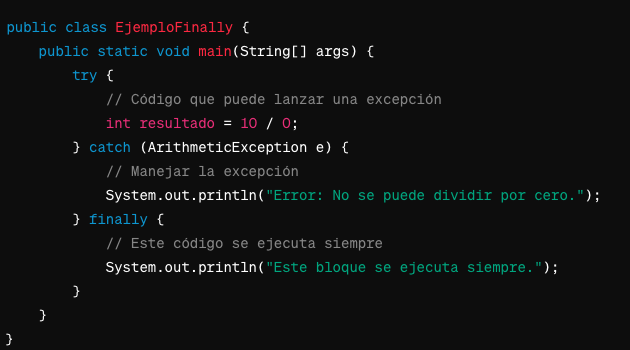 public class EjemploFinally {
public static void main(String[] args) {
try {
// Código que puede lanzar una excepción
int resultado = 10 / 0;
} catch (ArithmeticException e) {
// Manejar la excepción
System.out.println("Error: No se puede dividir por cero.");
} finally {
// Este código se ejecuta siempre
System.out.println("Este bloque se ejecuta siempre.");
}
}
}